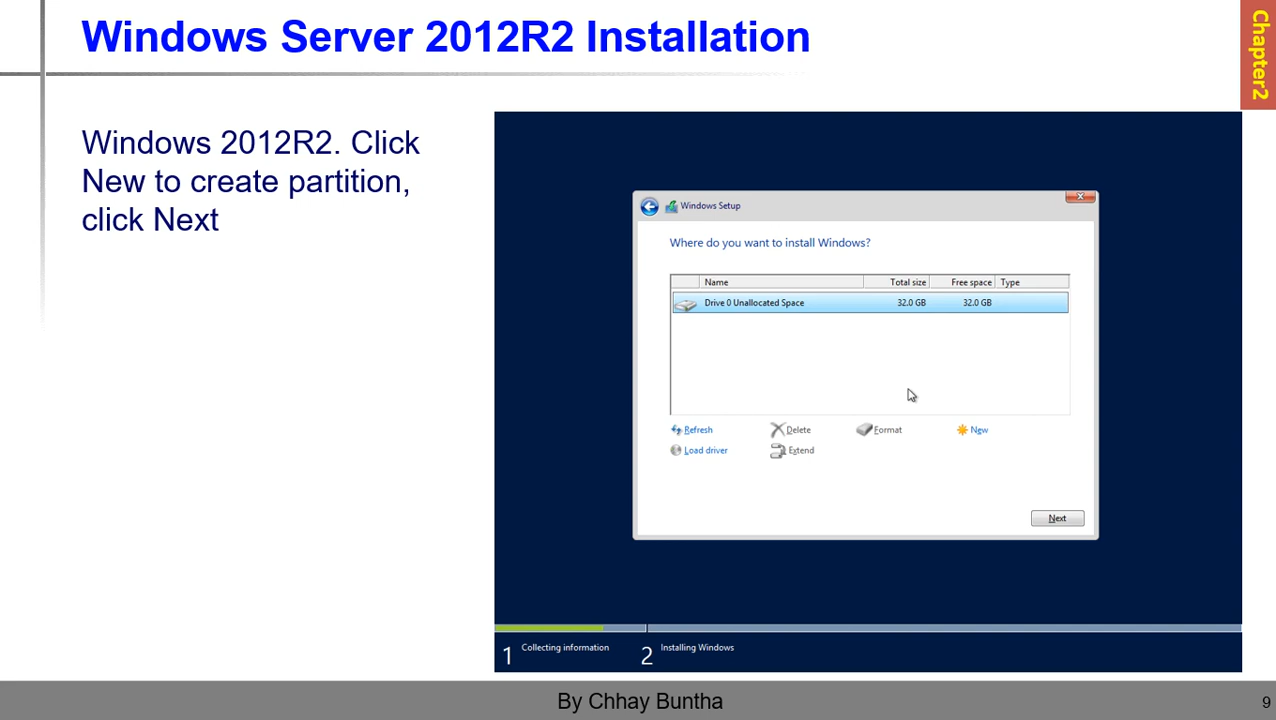 Windows Server 2012R2 Installation
Chapter2
Windows 2012R2. Click
New to create partition,
click Next
Windows Setup
Where do you want to install Windows?
Name Total size Free space Type
Drive 0 Unallocated Space 32.0 GB 32.0 GB
Refresh Delete Format New
Load driver Extend
Next
1 Collecting information 2 Installing Windows
By Chhay Buntha
9